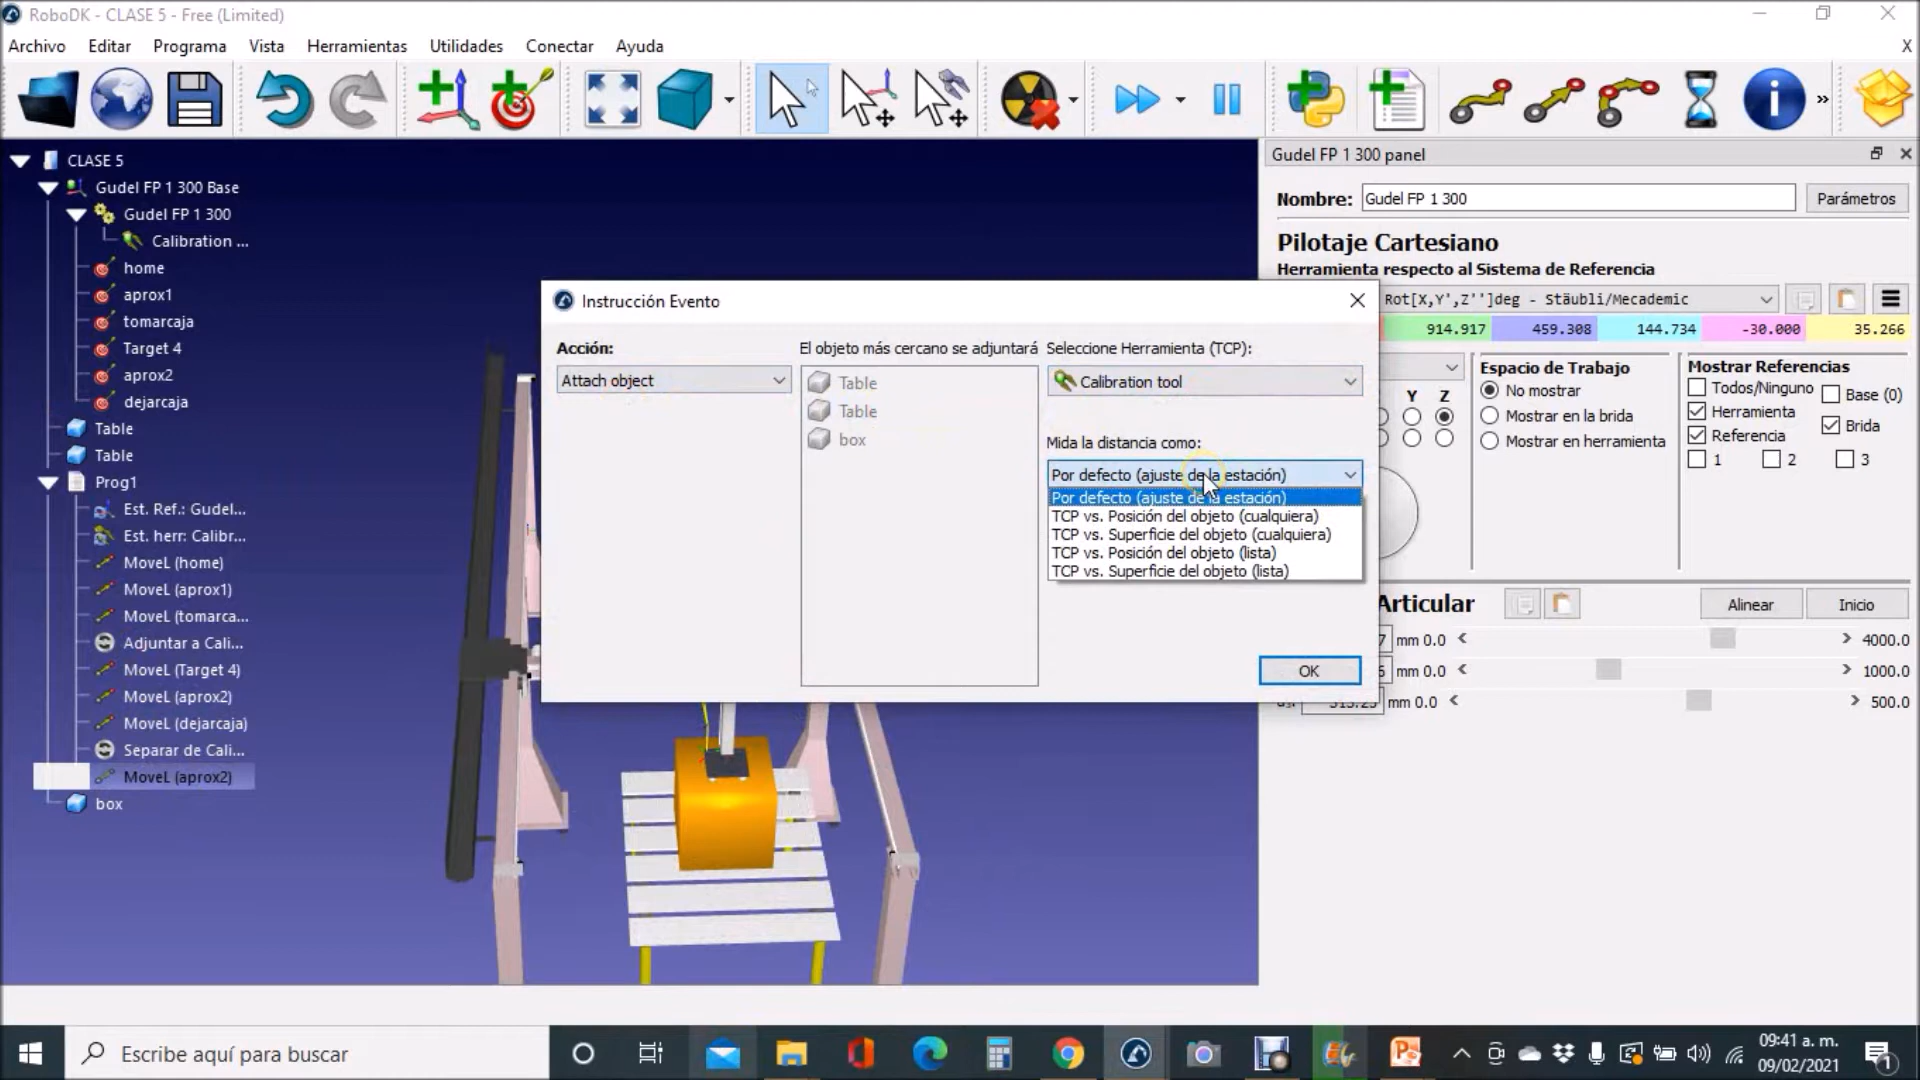 RoboDK - CLASE 5 - Free (Limited)
Archivo Editar Programa Vista Herramientas Utilidades Conectar Ayuda X
»
CLASE 5
Gudel FP 1 300 Base
Gudel FP 1 300
Calibration ...
home
aprox1
tomarcaja
Target 4
aprox2
dejarcaja
Table
Table
Prog1
Est. Ref.: Gudel...
Est. herr: Calibr...
MoveL (home)
MoveL (aprox1)
MoveL (tomarca...
Adjuntar a Cali...
MoveL (Target 4)
MoveL (aprox2)
MoveL (dejarcaja)
Separar de Cali...
MoveL (aprox2)
box
Instrucción Evento
Acción:
Attach object
El objeto más cercano se adjuntará
Table
Table
box
Seleccione Herramienta (TCP):
Calibration tool
Mida la distancia como:
Por defecto (ajuste de la estación)
Por defecto (ajuste de la estación)
TCP vs. Posición del objeto (cualquiera)
TCP vs. Superficie del objeto (cualquiera)
TCP vs. Posición del objeto (lista)
TCP vs. Superficie del objeto (lista)
OK
Gudel FP 1 300 panel
Nombre: Gudel FP 1 300 Parámetros
Pilotaje Cartesiano
Herramienta respecto al Sistema de Referencia
Rot[X,Y',Z'']deg - Stäubli/Mecademic
914.917 459.308 144.734 -30.000 35.266
Y Z
Espacio de Trabajo
No mostrar
Mostrar en la brida
Mostrar en herramienta
Mostrar Referencias
Todos/Ninguno Base (0)
Herramienta
Referencia Brida
1 2 3
Articular Alinear Inicio
7 mm 0.0 < > 4000.0
mm 0.0 < > 1000.0
mm 0.0 < > 500.0
Escribe aquí para buscar
09:41 a. m.
09/02/2021
1